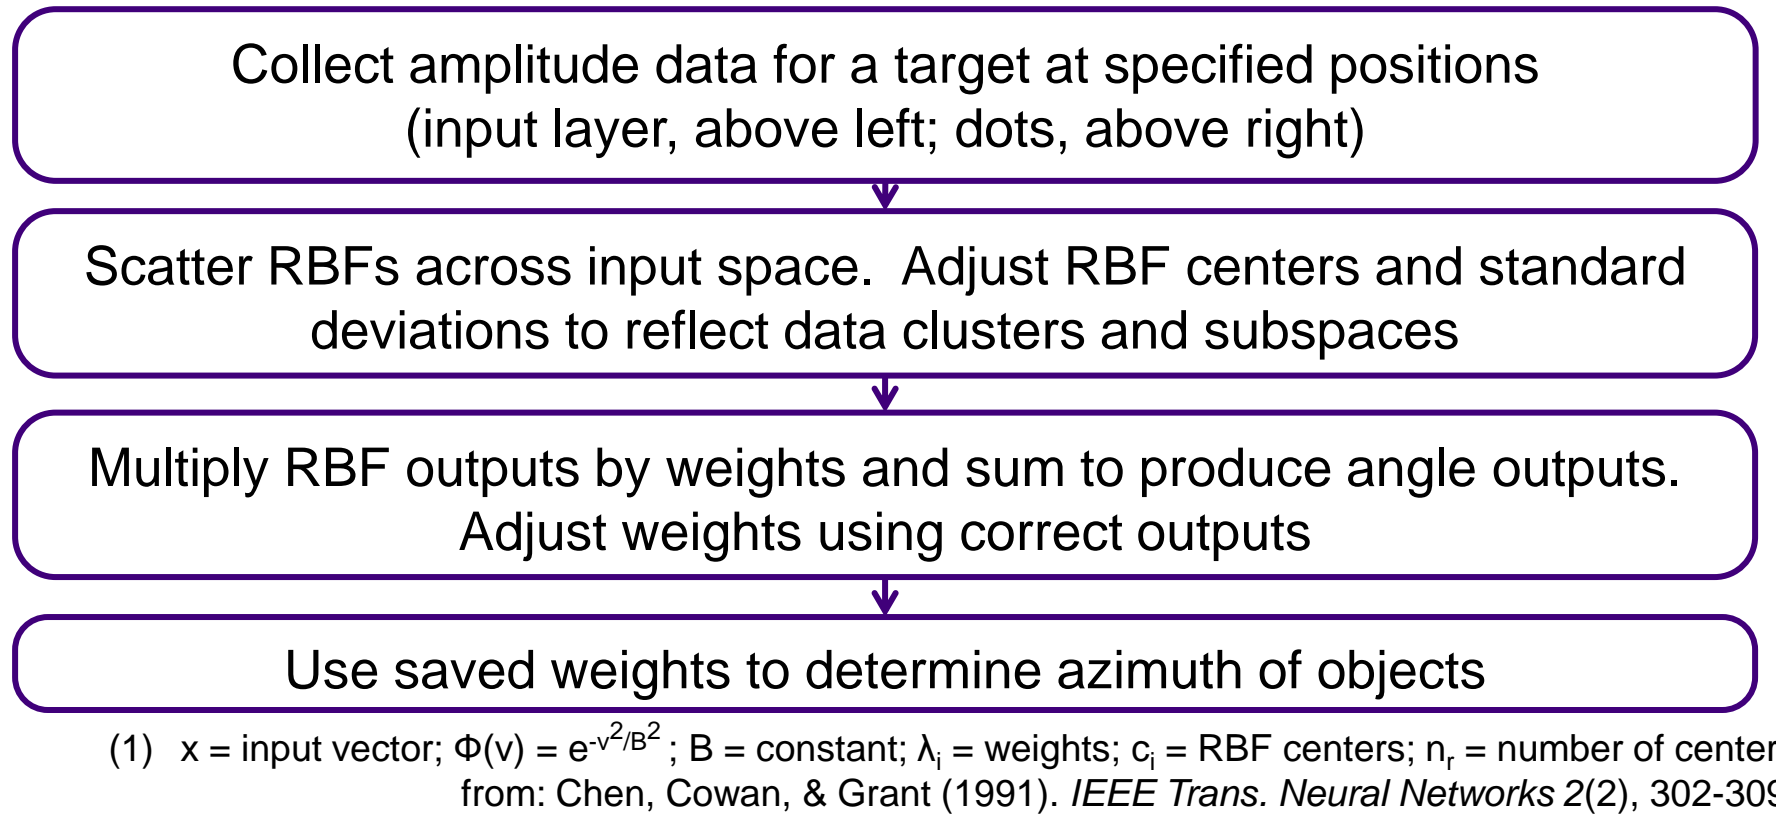 Collect amplitude data for a target at specified positions
(input layer, above left; dots, above right)
Scatter RBFs across input space.  Adjust RBF centers and standard
deviations to reflect data clusters and subspaces
Multiply RBF outputs by weights and sum to produce angle outputs.
Adjust weights using correct outputs
Use saved weights to determine azimuth of objects
(1)   x = input vector; Φ(v) = e^{-v²/B²} ; B = constant; λᵢ = weights; cᵢ = RBF centers; nᵣ = number of center
from: Chen, Cowan, & Grant (1991). IEEE Trans. Neural Networks 2(2), 302-309